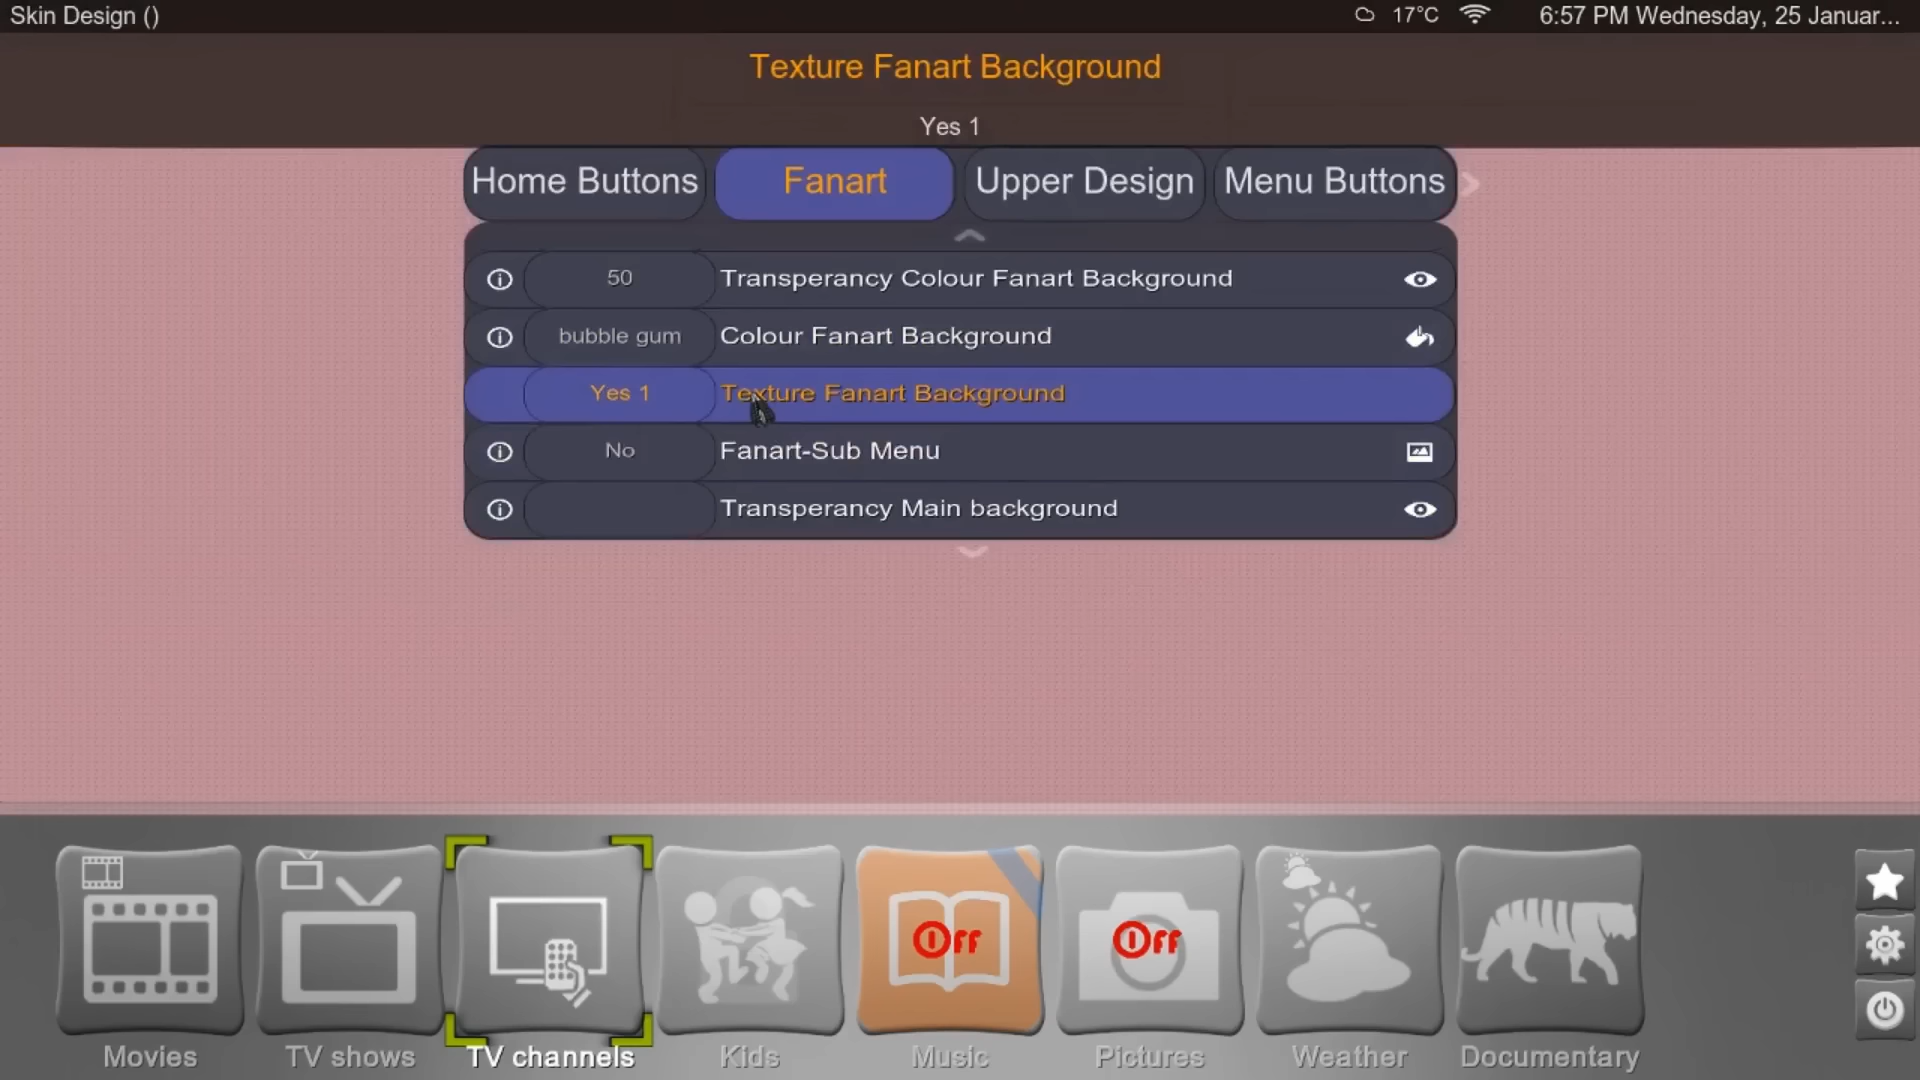 Skin Design ()
17°C
6:57 PM Wednesday, 25 Januar...
Texture Fanart Background
Yes 1
Home Buttons
Fanart
Upper Design
Menu Buttons
50 Transperancy Colour Fanart Background
bubble gum Colour Fanart Background
Yes 1 Texture Fanart Background
No Fanart-Sub Menu
Transperancy Main background
OFF
OFF
Movies
TV shows
TV channels
Kids
Music
Pictures
Weather
Documentary